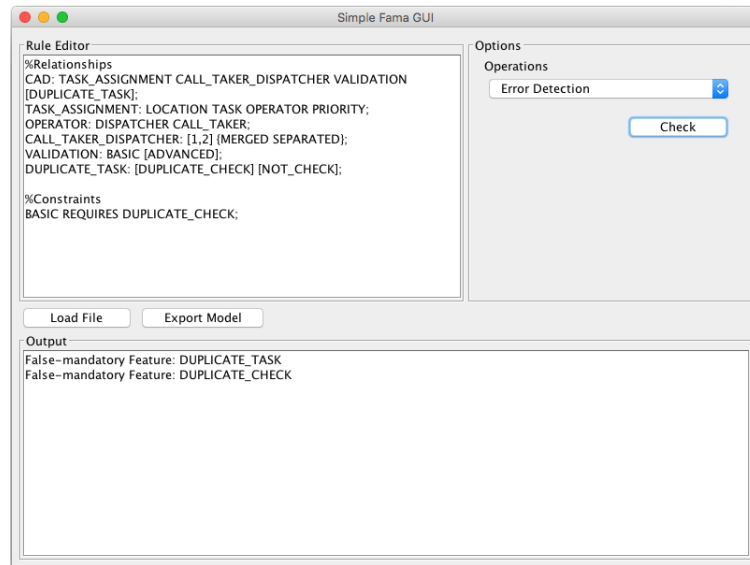 Simple Fama GUI
Rule Editor
%Relationships
CAD: TASK_ASSIGNMENT CALL_TAKER_DISPATCHER VALIDATION
[DUPLICATE_TASK];
TASK_ASSIGNMENT: LOCATION TASK OPERATOR PRIORITY;
OPERATOR: DISPATCHER CALL_TAKER;
CALL_TAKER_DISPATCHER: [1,2] {MERGED SEPARATED};
VALIDATION: BASIC [ADVANCED];
DUPLICATE_TASK: [DUPLICATE_CHECK] [NOT_CHECK];
%Constraints
BASIC REQUIRES DUPLICATE_CHECK;
Options
Operations
Error Detection
Check
Load File
Export Model
Output
False-mandatory Feature: DUPLICATE_TASK
False-mandatory Feature: DUPLICATE_CHECK